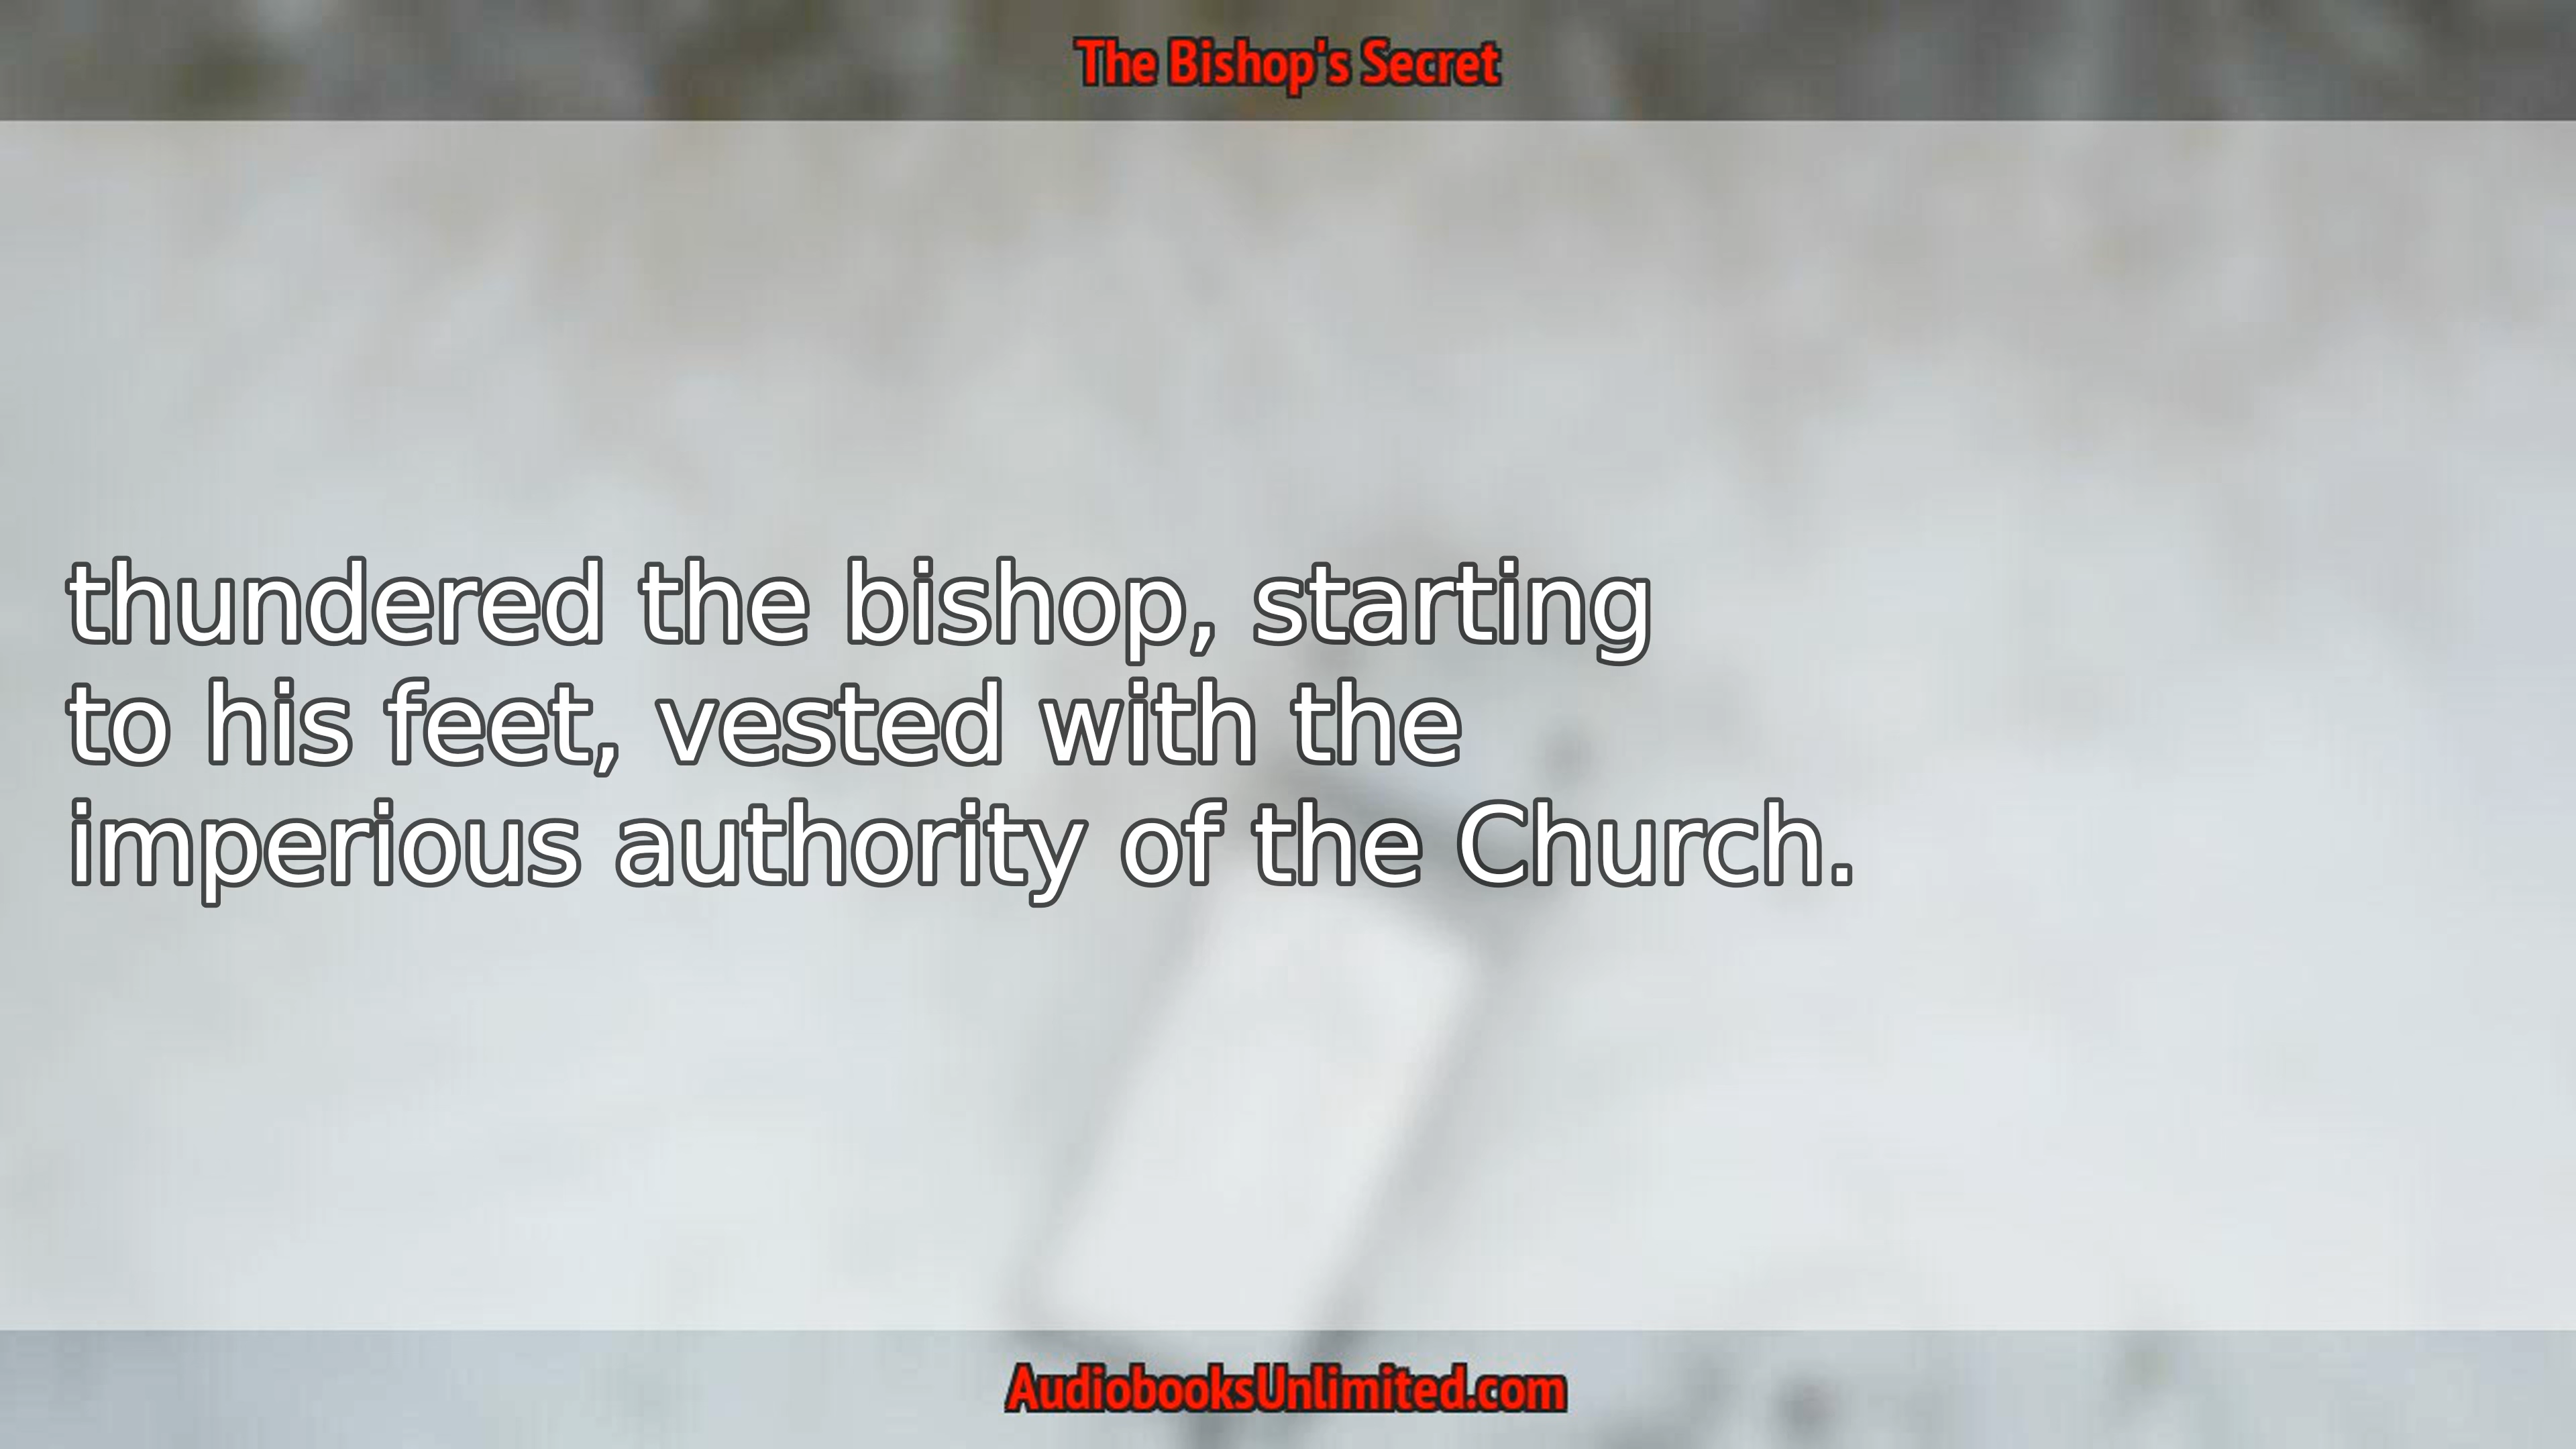 The Bishop's Secret
thundered the bishop, starting
to his feet, vested with the
imperious authority of the Church.
AudiobooksUnlimited.com